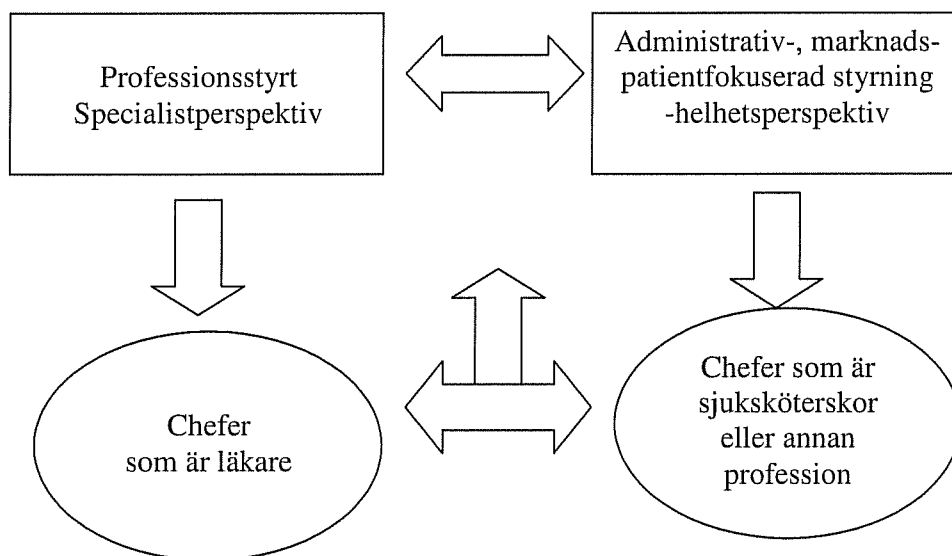 Professionsstyrt
Specialistperspektiv
Administrativ-, marknads-
patientfokuserad styrning
-helhetsperspektiv
Chefer
som är läkare
Chefer som är
sjuksköterskor
eller annan
profession